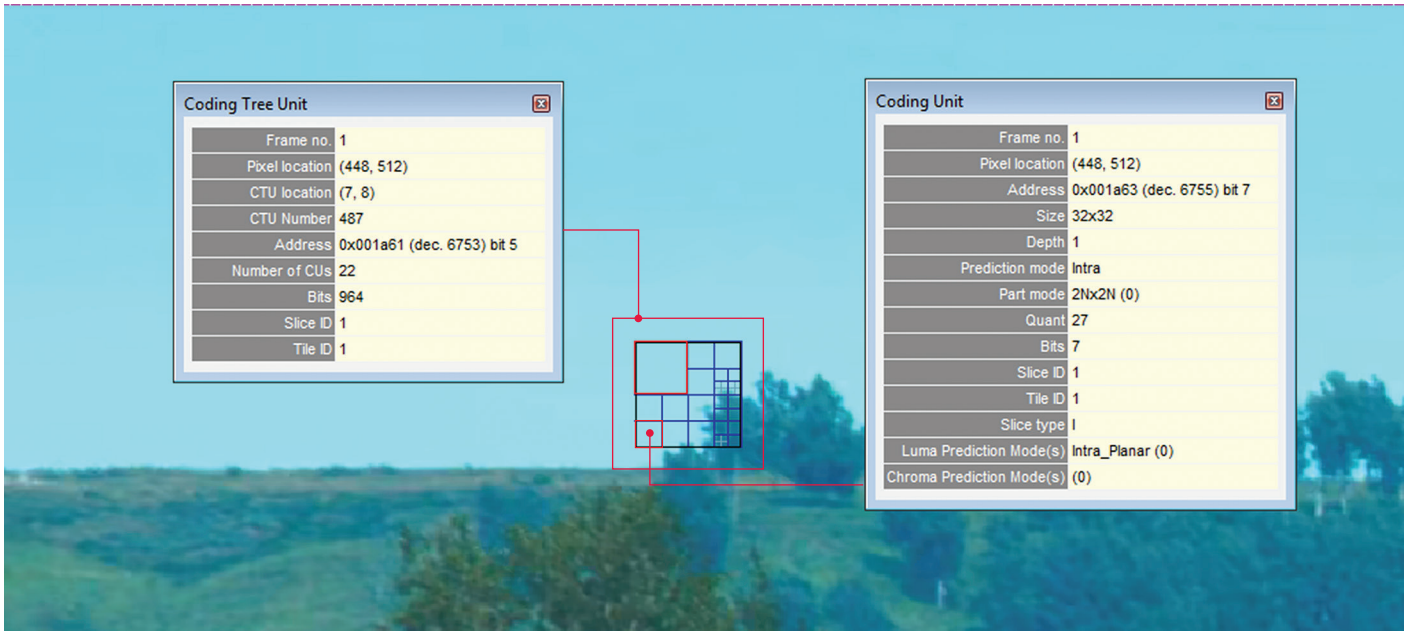 Coding Tree Unit
Frame no. 1
Pixel location (448, 512)
CTU location (7, 8)
CTU Number 487
Address 0x001a61 (dec. 6753) bit 5
Number of CUs 22
Bits 964
Slice ID 1
Tile ID 1
Coding Unit
Frame no. 1
Pixel location (448, 512)
Address 0x001a63 (dec. 6755) bit 7
Size 32x32
Depth 1
Prediction mode Intra
Part mode 2Nx2N (0)
Quant 27
Bits 7
Slice ID 1
Tile ID 1
Slice type I
Luma Prediction Mode(s) Intra_Planar (0)
Chroma Prediction Mode(s) (0)